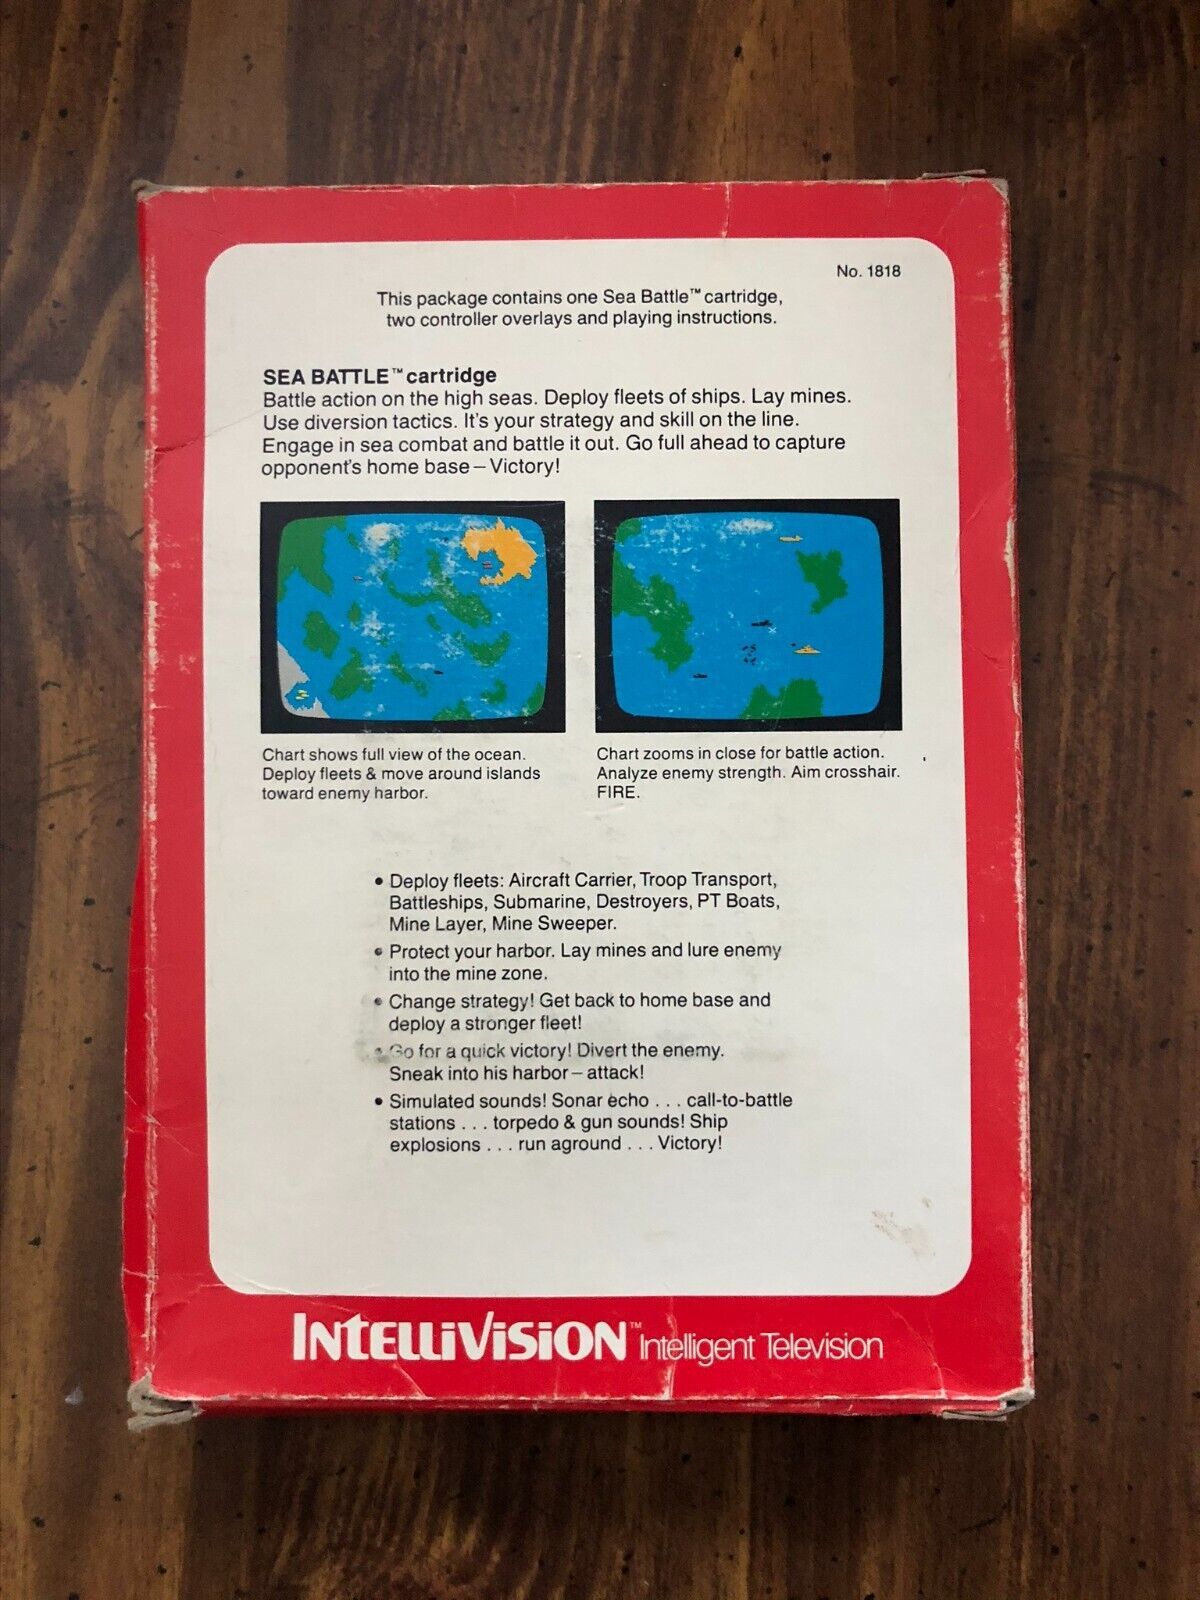 No. 1818
This package contains one Sea Battle™ cartridge,
two controller overlays and playing instructions.
SEA BATTLE™ cartridge
Battle action on the high seas. Deploy fleets of ships. Lay mines.
Use diversion tactics. It's your strategy and skill on the line.
Engage in sea combat and battle it out. Go full ahead to capture
opponent's home base – Victory!
Chart shows full view of the ocean.
Deploy fleets & move around islands
toward enemy harbor.
Chart zooms in close for battle action.
Analyze enemy strength. Aim crosshair.
FIRE.
• Deploy fleets: Aircraft Carrier, Troop Transport,
Battleships, Submarine, Destroyers, PT Boats,
Mine Layer, Mine Sweeper.
• Protect your harbor. Lay mines and lure enemy
into the mine zone.
• Change strategy! Get back to home base and
deploy a stronger fleet!
• Go for a quick victory! Divert the enemy.
Sneak into his harbor – attack!
• Simulated sounds! Sonar echo . . . call-to-battle
stations . . . torpedo & gun sounds! Ship
explosions . . . run aground . . . Victory!
INTELLIVISION™ Intelligent Television